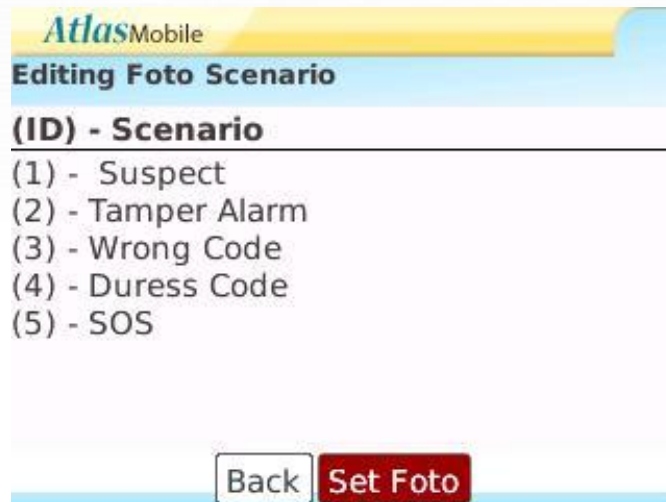 AtlasMobile
Editing Foto Scenario
(ID) - Scenario
(1) - Suspect
(2) - Tamper Alarm
(3) - Wrong Code
(4) - Duress Code
(5) - SOS
Back Set Foto